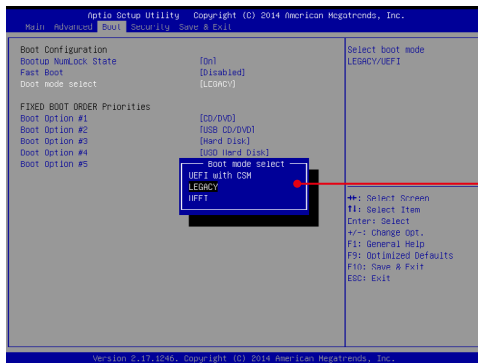 Aptio Setup Utility Copyright (C) 2014 American Megatrends, Inc.
Main Advanced Boot Security Save & Exit
Boot Configuration
Bootup NumLock State [On]
Fast Boot [Disabled]
Boot mode select [LEGACY]
FIXED BOOT ORDER Priorities
Boot Option #1 [CD/DVD]
Boot Option #2 [USB CD/DVD]
Boot Option #3 [Hard Disk]
Boot Option #4 [USB Hard Disk]
Boot Option #5
Boot mode select
UEFI with CSM
LEGACY
UEFI
Select boot mode
LEGACY/UEFI
→←: Select Screen
↑↓: Select Item
Enter: Select
+/-: Change Opt.
F1: General Help
F9: Optimized Defaults
F10: Save & Exit
ESC: Exit
Version 2.17.1246. Copyright (C) 2014 American Megatrends, Inc.